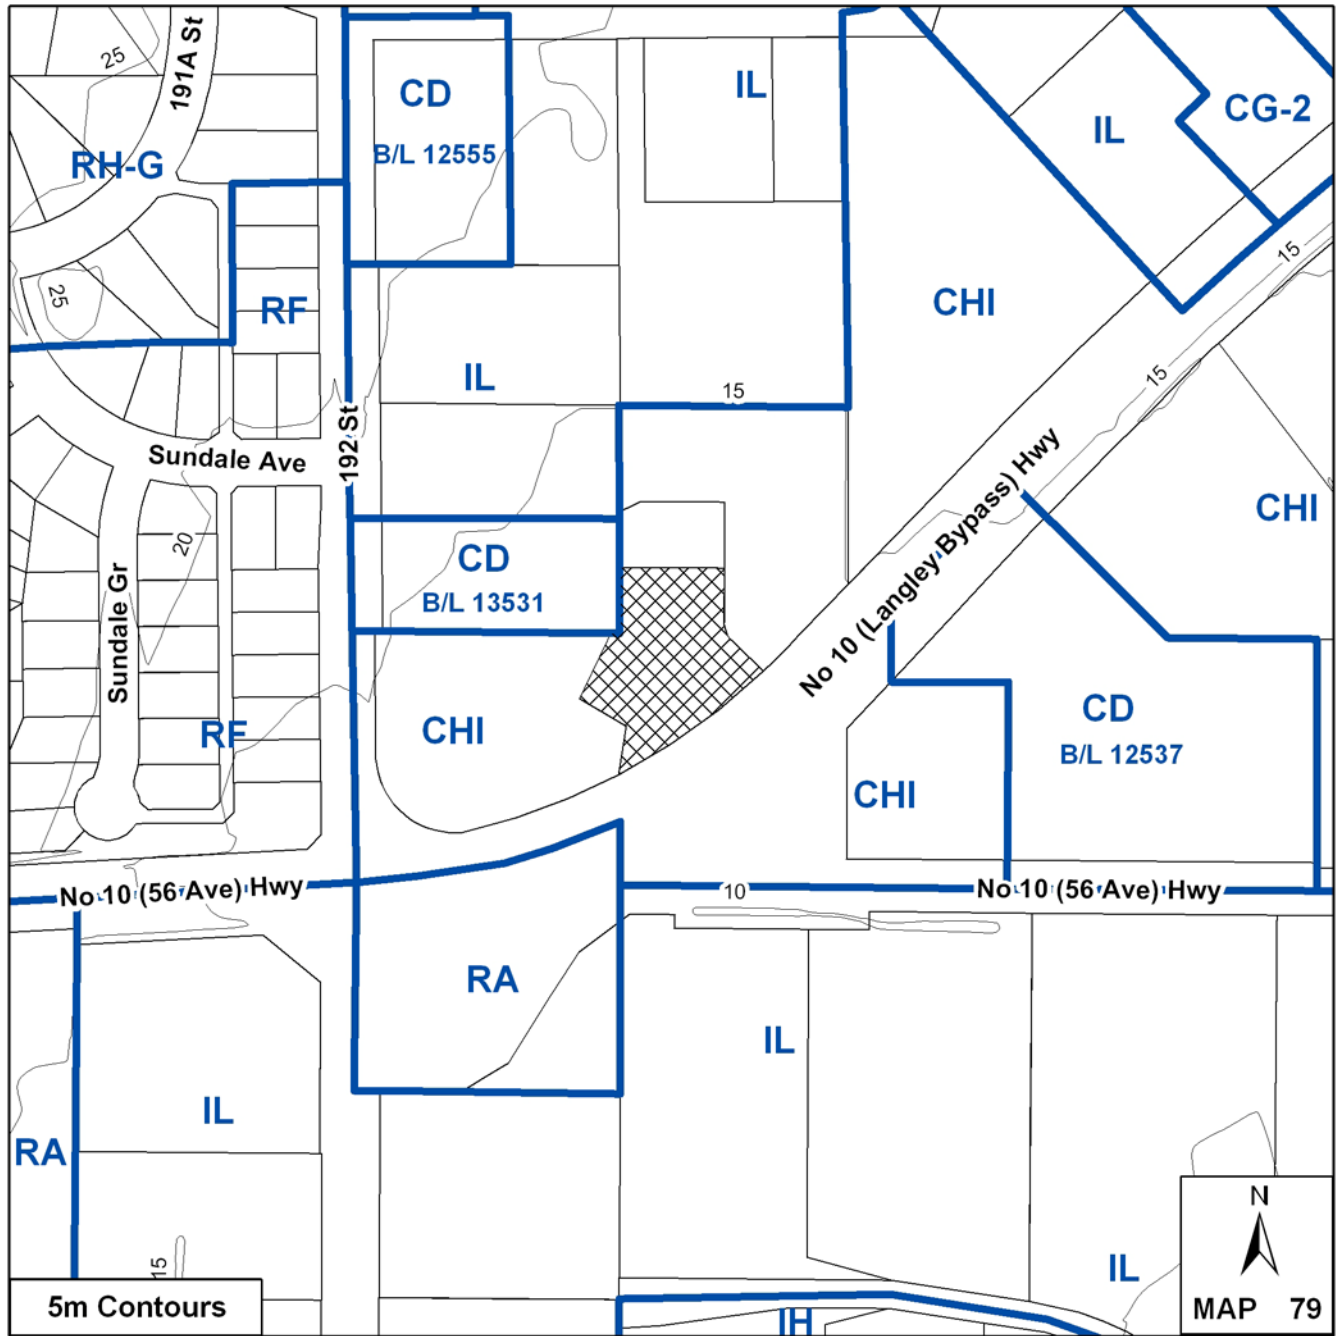 25
191A St
CD
B/L 12555
IL
IL
CG-2
RH-G
25
RF
CHI
15
IL
15
15
192 St
Sundale Ave
No 10 (Langley Bypass) Hwy
CHI
20
CD
B/L 13531
Sundale Gr
RF
CHI
CD
B/L 12537
CHI
No 10 (56 Ave) Hwy
10
No 10 (56 Ave) Hwy
RA
IL
IL
RA
15
IL
IH
N
MAP 79
5m Contours